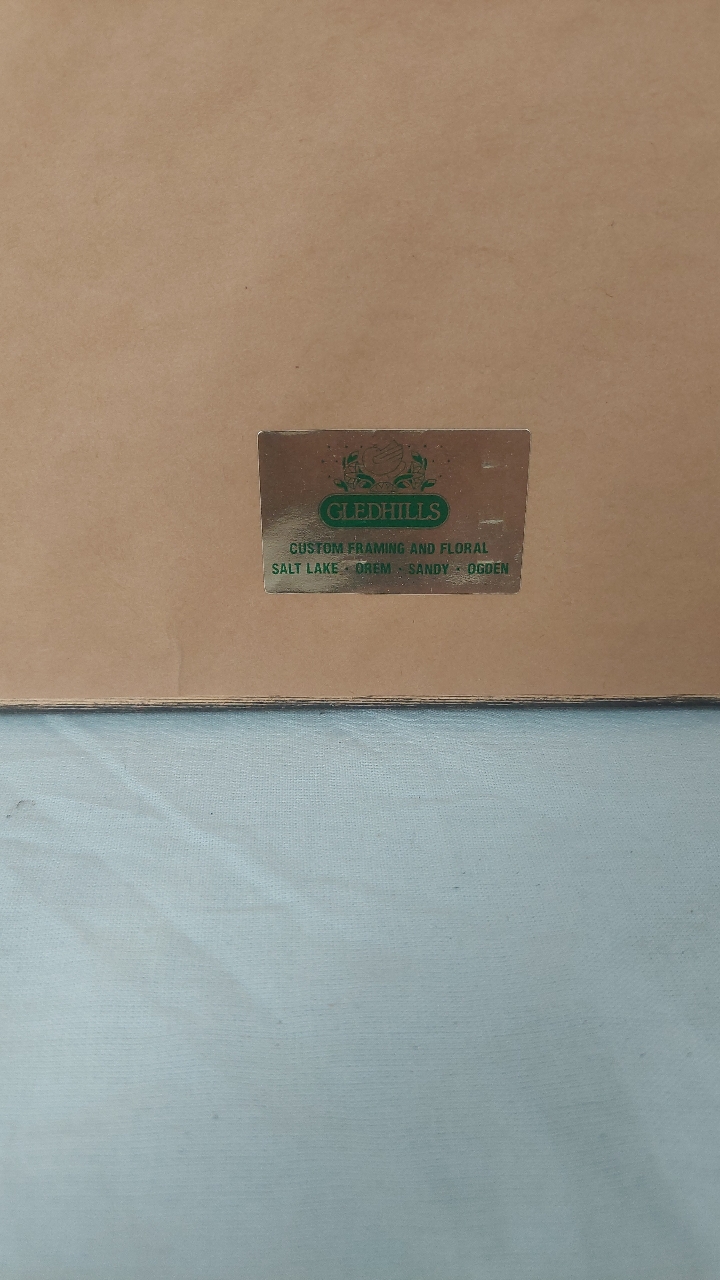 GLEDHILLS
CUSTOM FRAMING AND FLORAL
SALT LAKE · OREM · SANDY · OGDEN